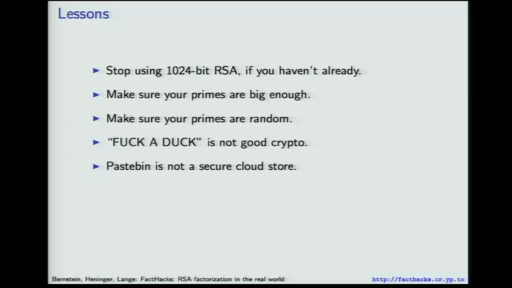 Lessons
Stop using 1024-bit RSA, if you haven't already.
Make sure your primes are big enough.
Make sure your primes are random.
"FUCK A DUCK" is not good crypto.
Pastebin is not a secure cloud store.
Bernstein, Heninger, Lange: FactHacks: RSA factorization in the real world
http://facthacks.cr.yp.to